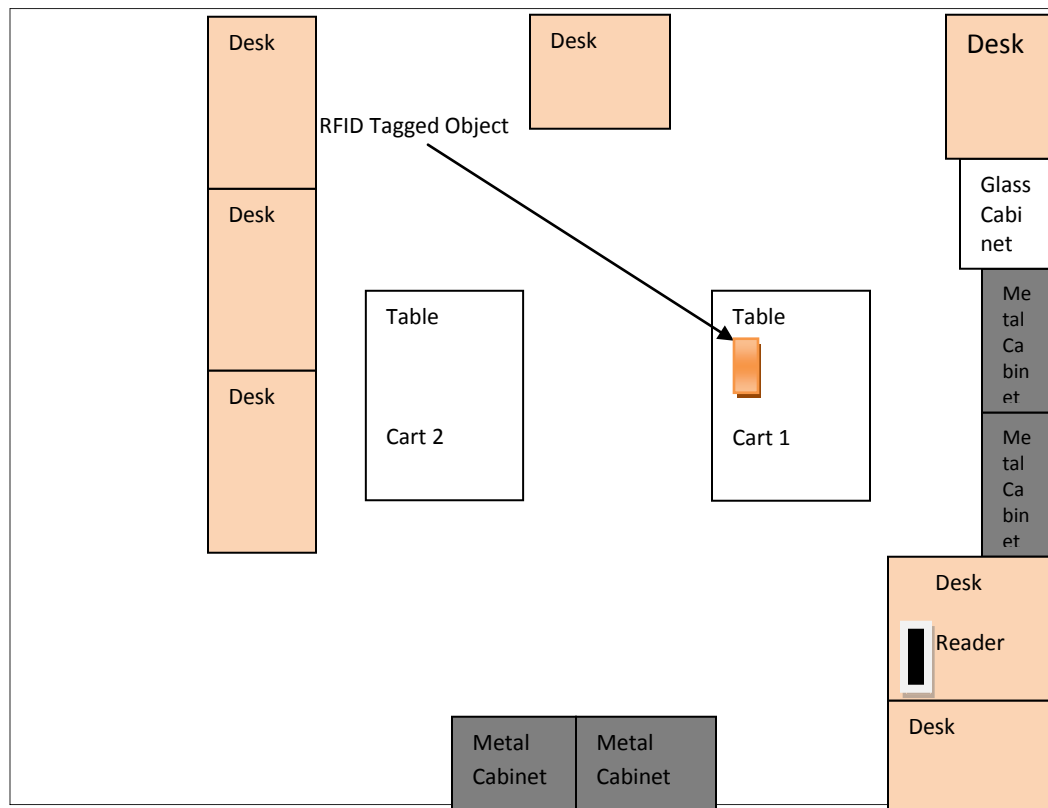 Desk
Desk
Desk
RFID Tagged Object
Glass
Cabi
net
Desk
Me
tal
Ca
bin
et
Table
Table
Desk
Cart 2
Cart 1
Me
tal
Ca
bin
et
Desk
Reader
Desk
Metal
Cabinet
Metal
Cabinet